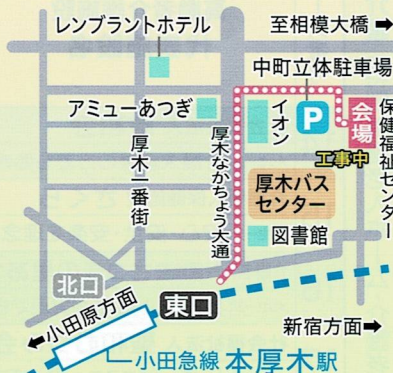 レンブラントホテル
至相模大橋➡
中町立体駐車場
アミューあつぎ
イオン
P
会場
保健福祉センター
工事中
厚木一番街
厚木なかちょう大通
厚木バス
センター
図書館
北口
東口
⬅小田原方面
新宿方面➡
小田急線 本厚木駅